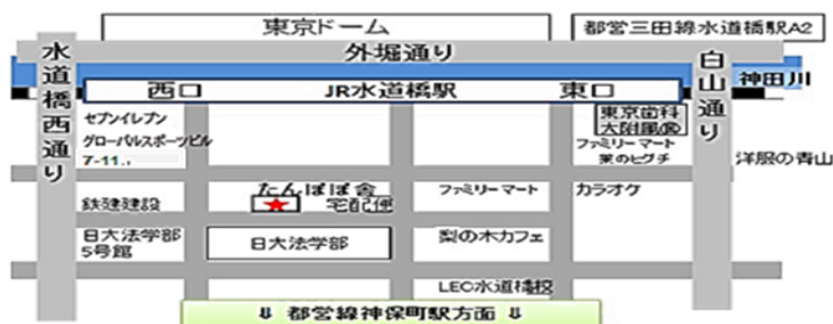 東京ドーム
都営三田線水道橋駅A2
外堀通り
水道橋西通り
白山通り
神田川
西口
JR水道橋駅
東口
セブンイレブン
グローバルスポーツビル
7-11..
東京歯科
大附属㊩
ファミリーマート
薬のヒグチ
洋服の青山
たんぽぽ舎
宅配便
ファミリーマート
カラオケ
鉄建建設
日大法学部
5号館
日大法学部
梨の木カフェ
LEC水道橋校
⇓ 都営線神保町駅方面 ⇓